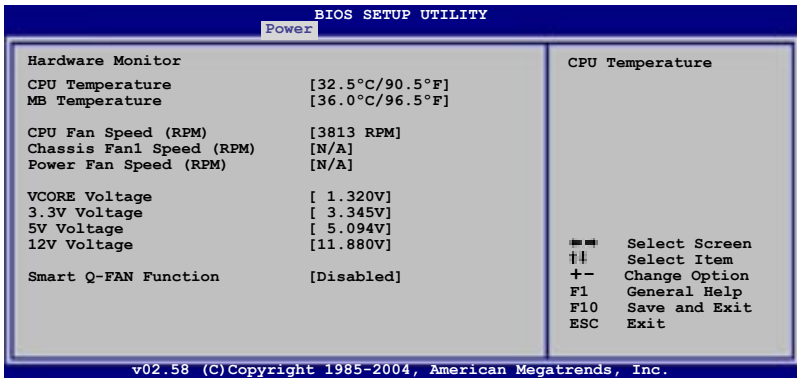 BIOS SETUP UTILITY
Power
Hardware Monitor
CPU Temperature [32.5°C/90.5°F]
MB Temperature [36.0°C/96.5°F]
CPU Fan Speed (RPM) [3813 RPM]
Chassis Fan1 Speed (RPM) [N/A]
Power Fan Speed (RPM) [N/A]
VCORE Voltage [ 1.320V]
3.3V Voltage [ 3.345V]
5V Voltage [ 5.094V]
12V Voltage [11.880V]
Smart Q-FAN Function [Disabled]
CPU Temperature
←→ Select Screen
↑↓ Select Item
+- Change Option
F1 General Help
F10 Save and Exit
ESC Exit
v02.58 (C)Copyright 1985-2004, American Megatrends, Inc.